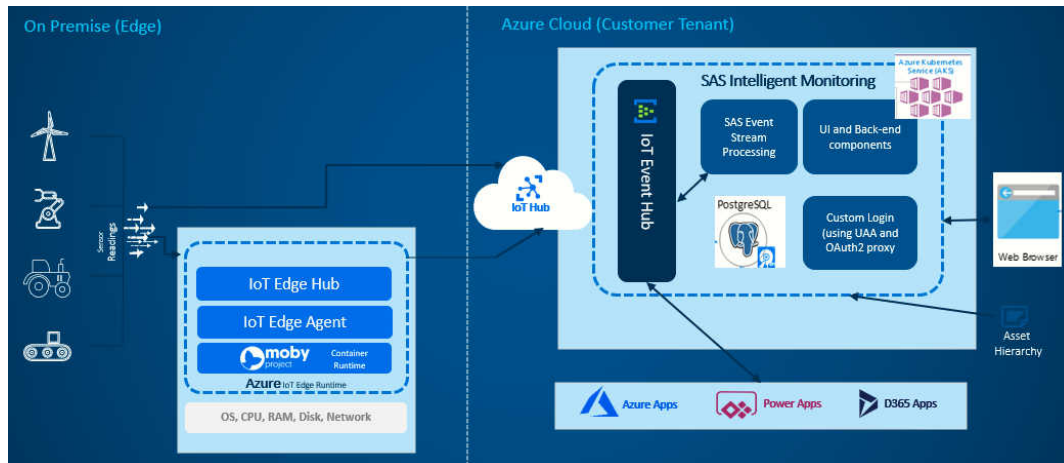 On Premise (Edge)
Sensor
Readings
IoT Edge Hub
IoT Edge Agent
moby
project
Container
Runtime
Azure IoT Edge Runtime
OS, CPU, RAM, Disk, Network
Azure Cloud (Customer Tenant)
IoT Hub
SAS Intelligent Monitoring
Azure Kubernetes
Service (AKS)
IoT Event Hub
SAS Event
Stream
Processing
UI and Back-end
components
PostgreSQL
Custom Login
(using UAA and
OAuth2 proxy
Web Browser
Asset
Hierarchy
Azure Apps
Power Apps
D365 Apps